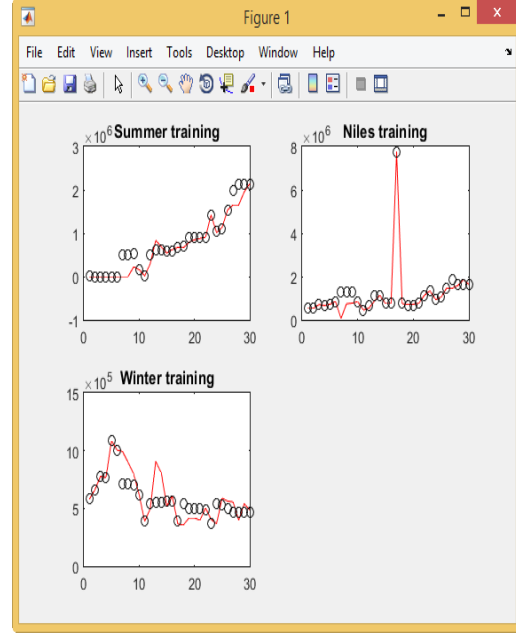 Figure 1
File Edit View Insert Tools Desktop Window Help
×10^6 Summer training
3
2
1
0
-1
0 10 20 30
×10^6 Niles training
8
6
4
2
0
0 10 20 30
×10^5 Winter training
15
10
5
0
0 10 20 30